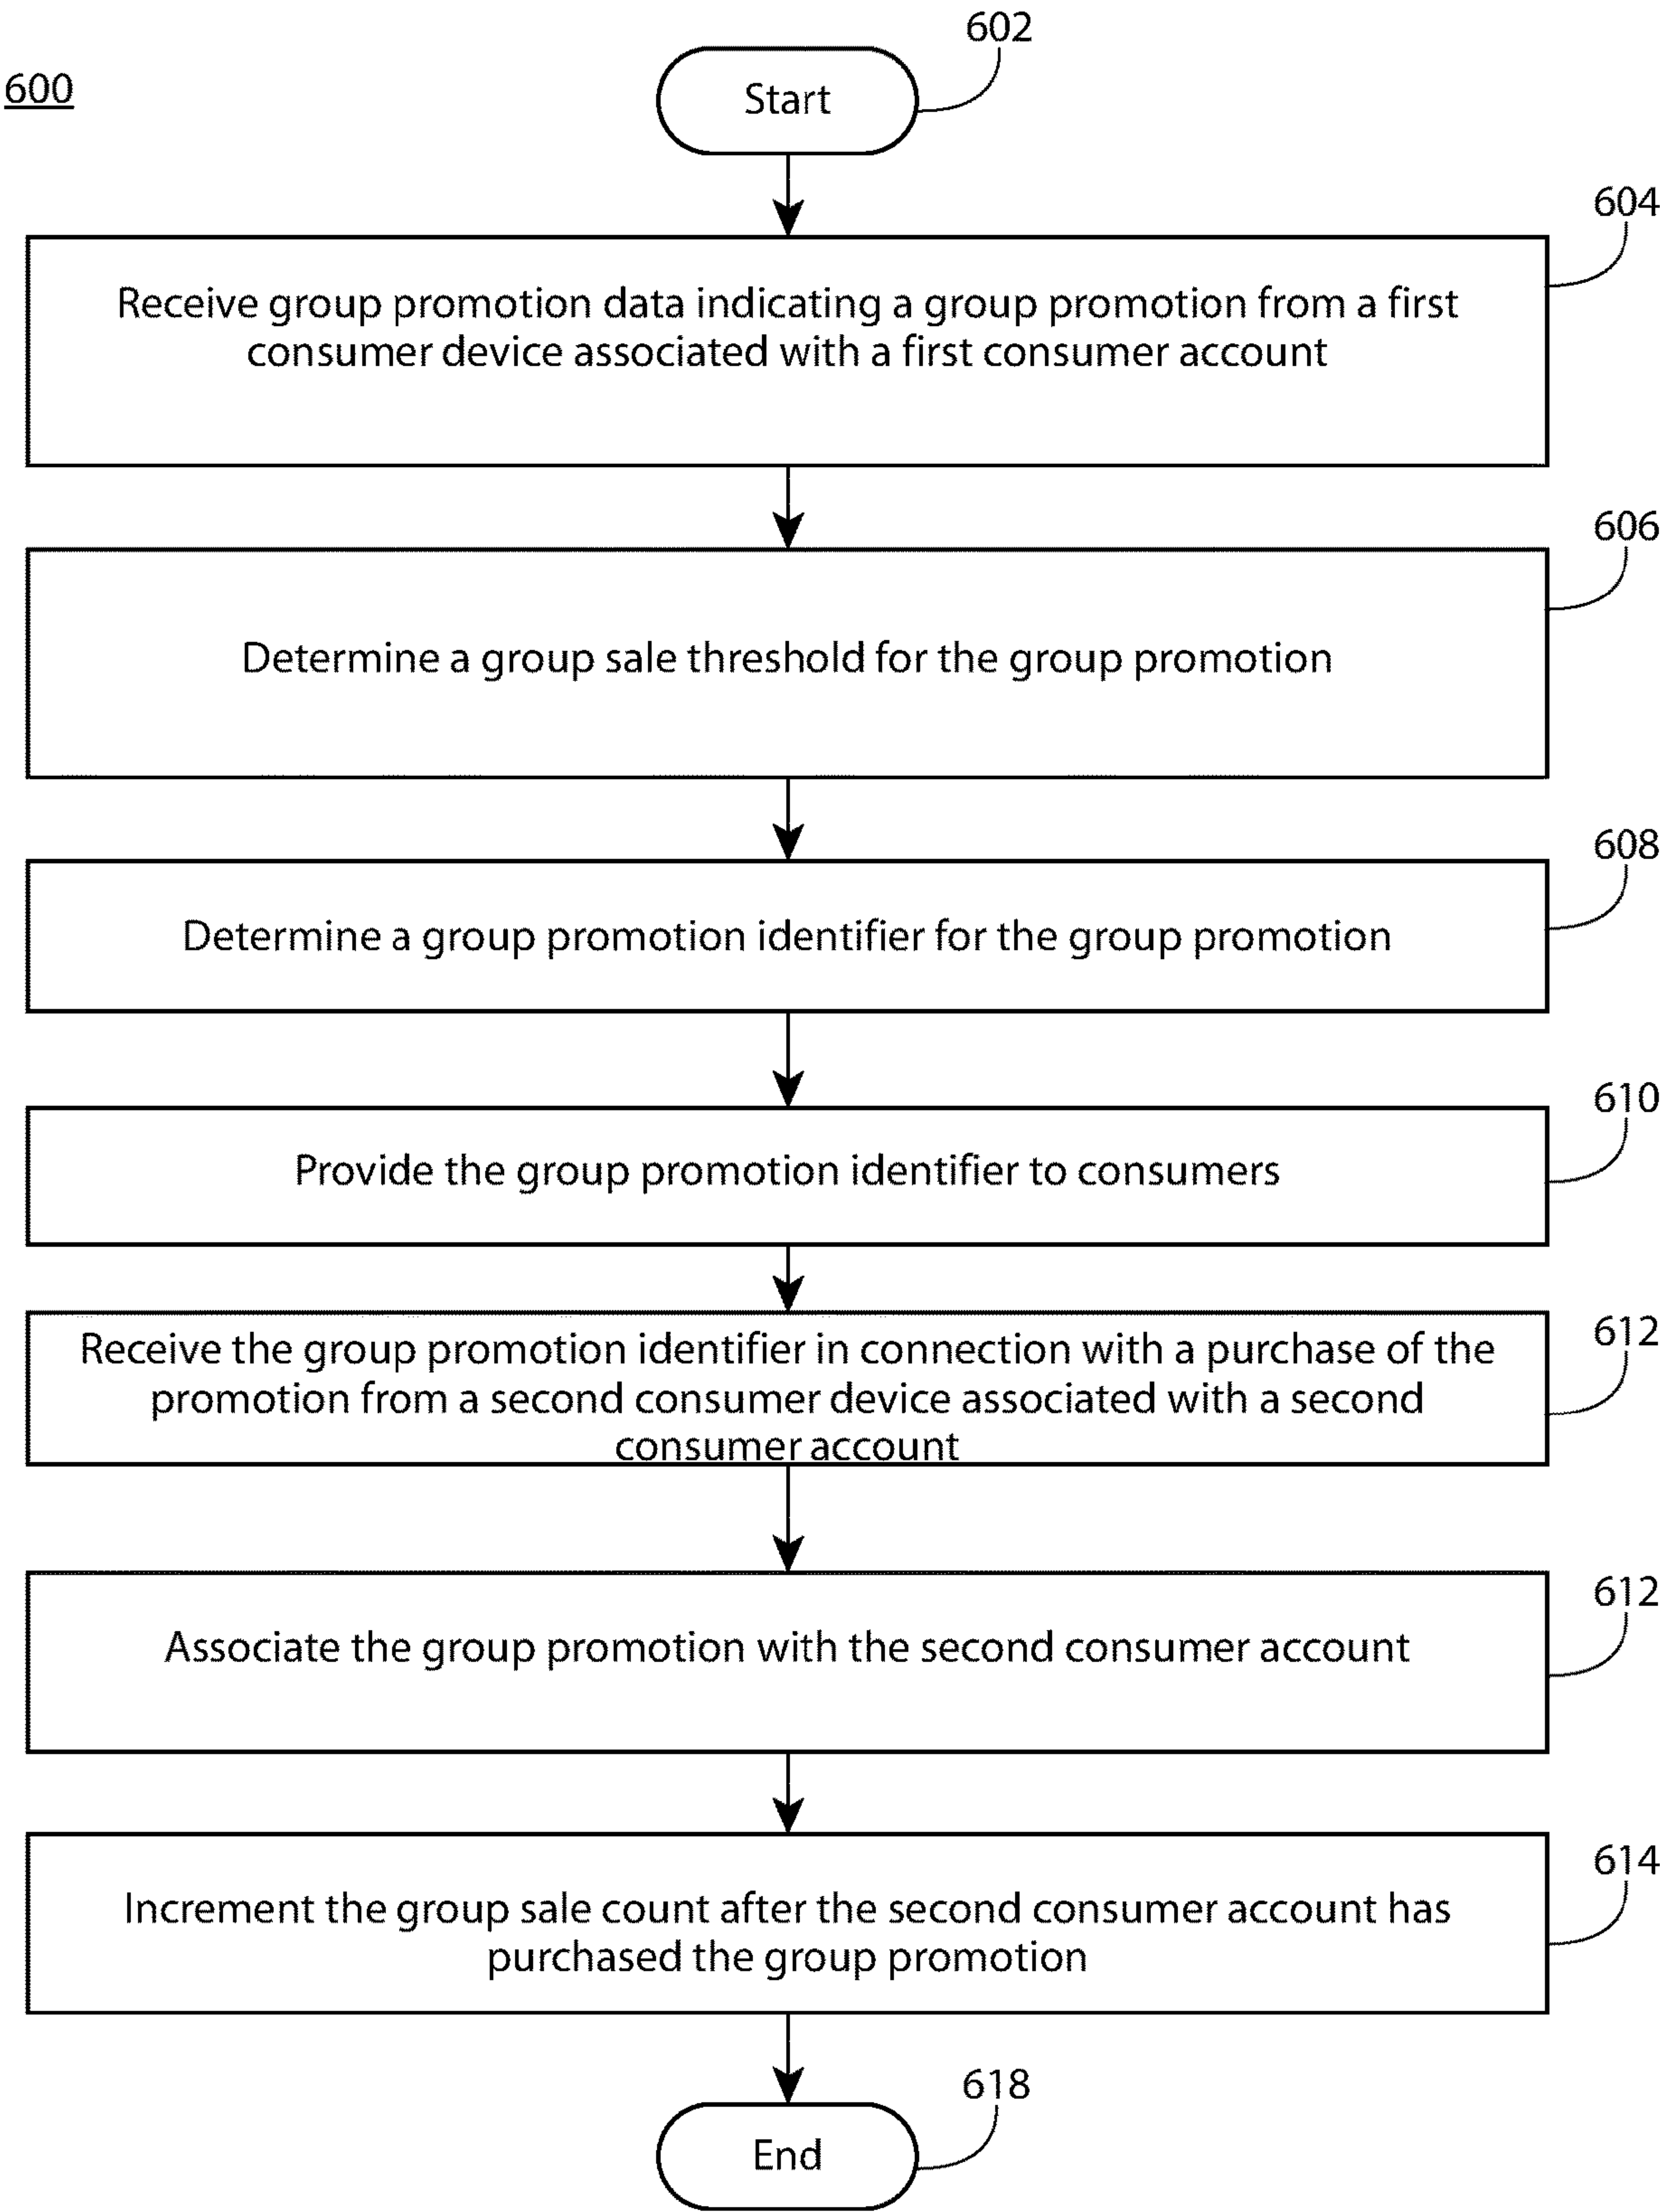 602
600
Start
604
Receive group promotion data indicating a group promotion from a first
consumer device associated with a first consumer account
606
Determine a group sale threshold for the group promotion
608
Determine a group promotion identifier for the group promotion
610
Provide the group promotion identifier to consumers
612
Receive the group promotion identifier in connection with a purchase of the
promotion from a second consumer device associated with a second
consumer account
612
Associate the group promotion with the second consumer account
614
Increment the group sale count after the second consumer account has
purchased the group promotion
618
End